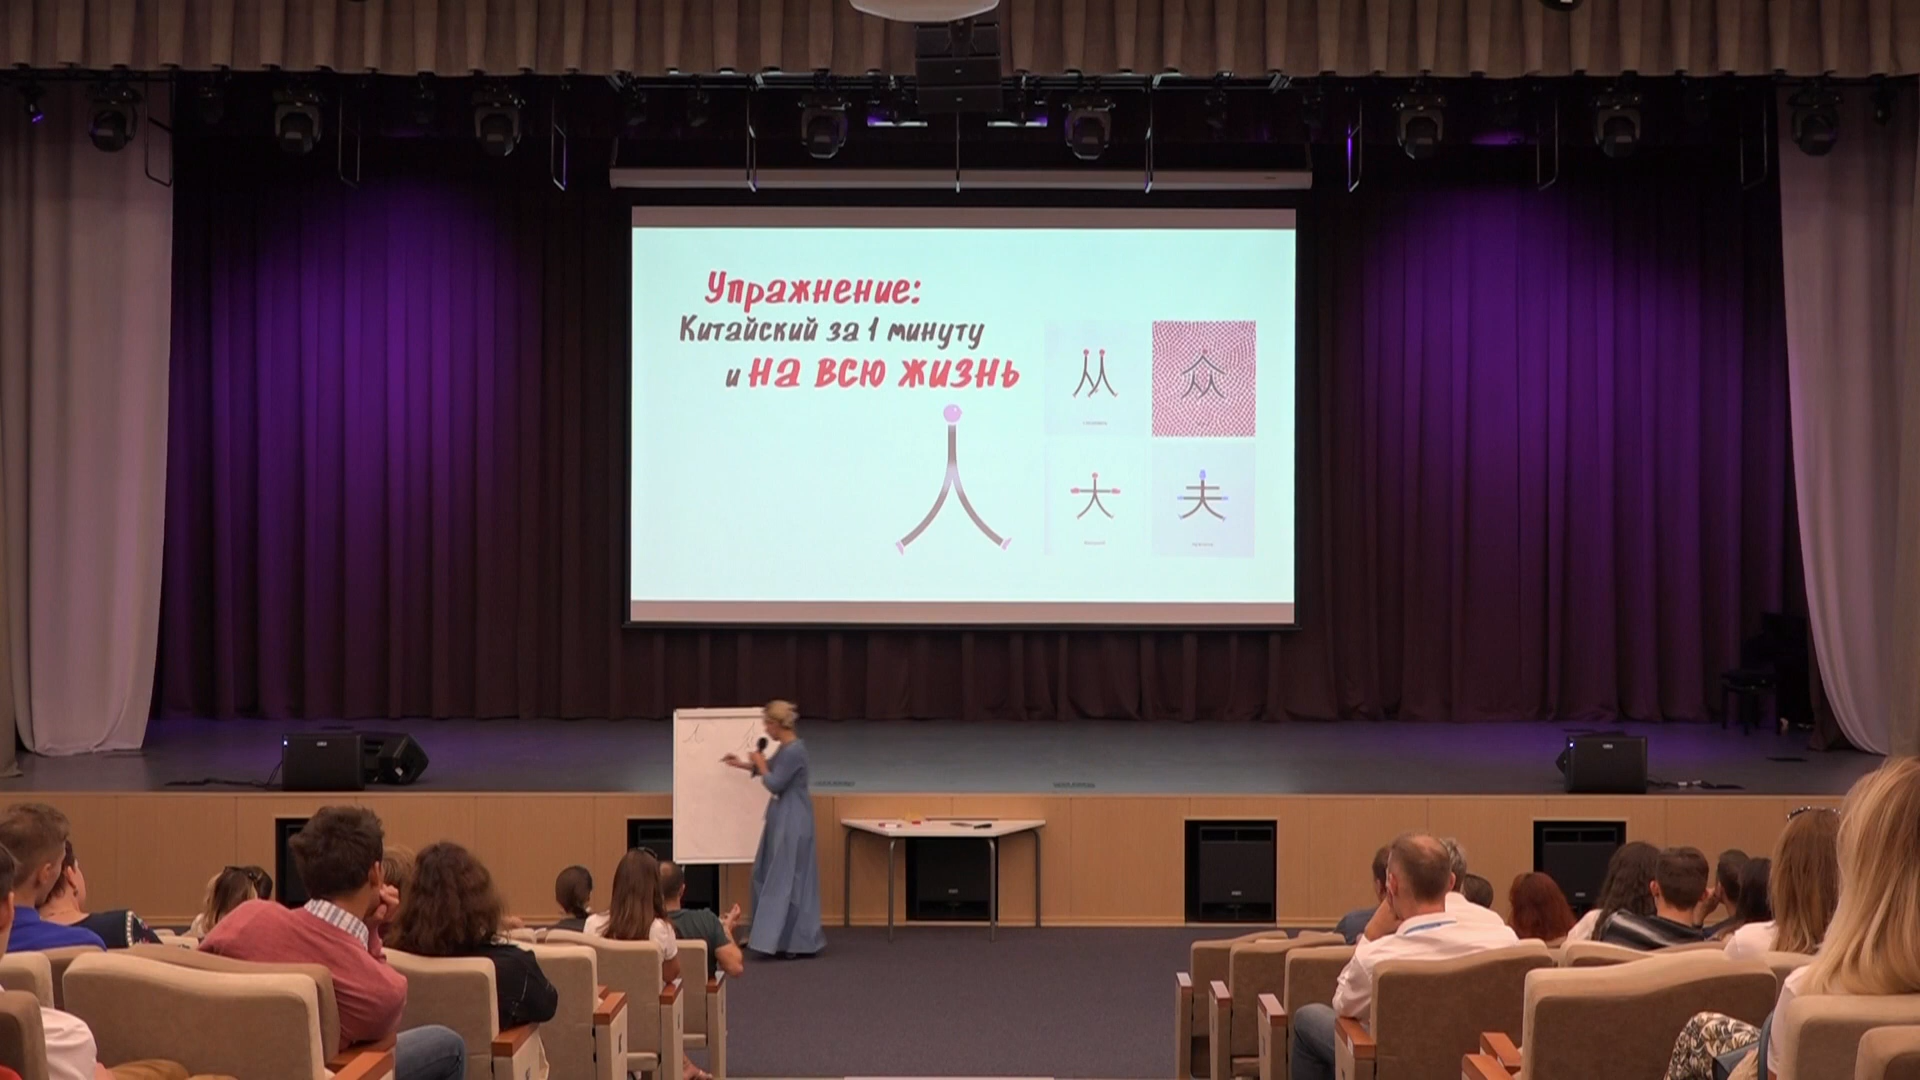 Упражнение:
Китайский за 1 минуту
и на всю жизнь
人
从
众
大
夫